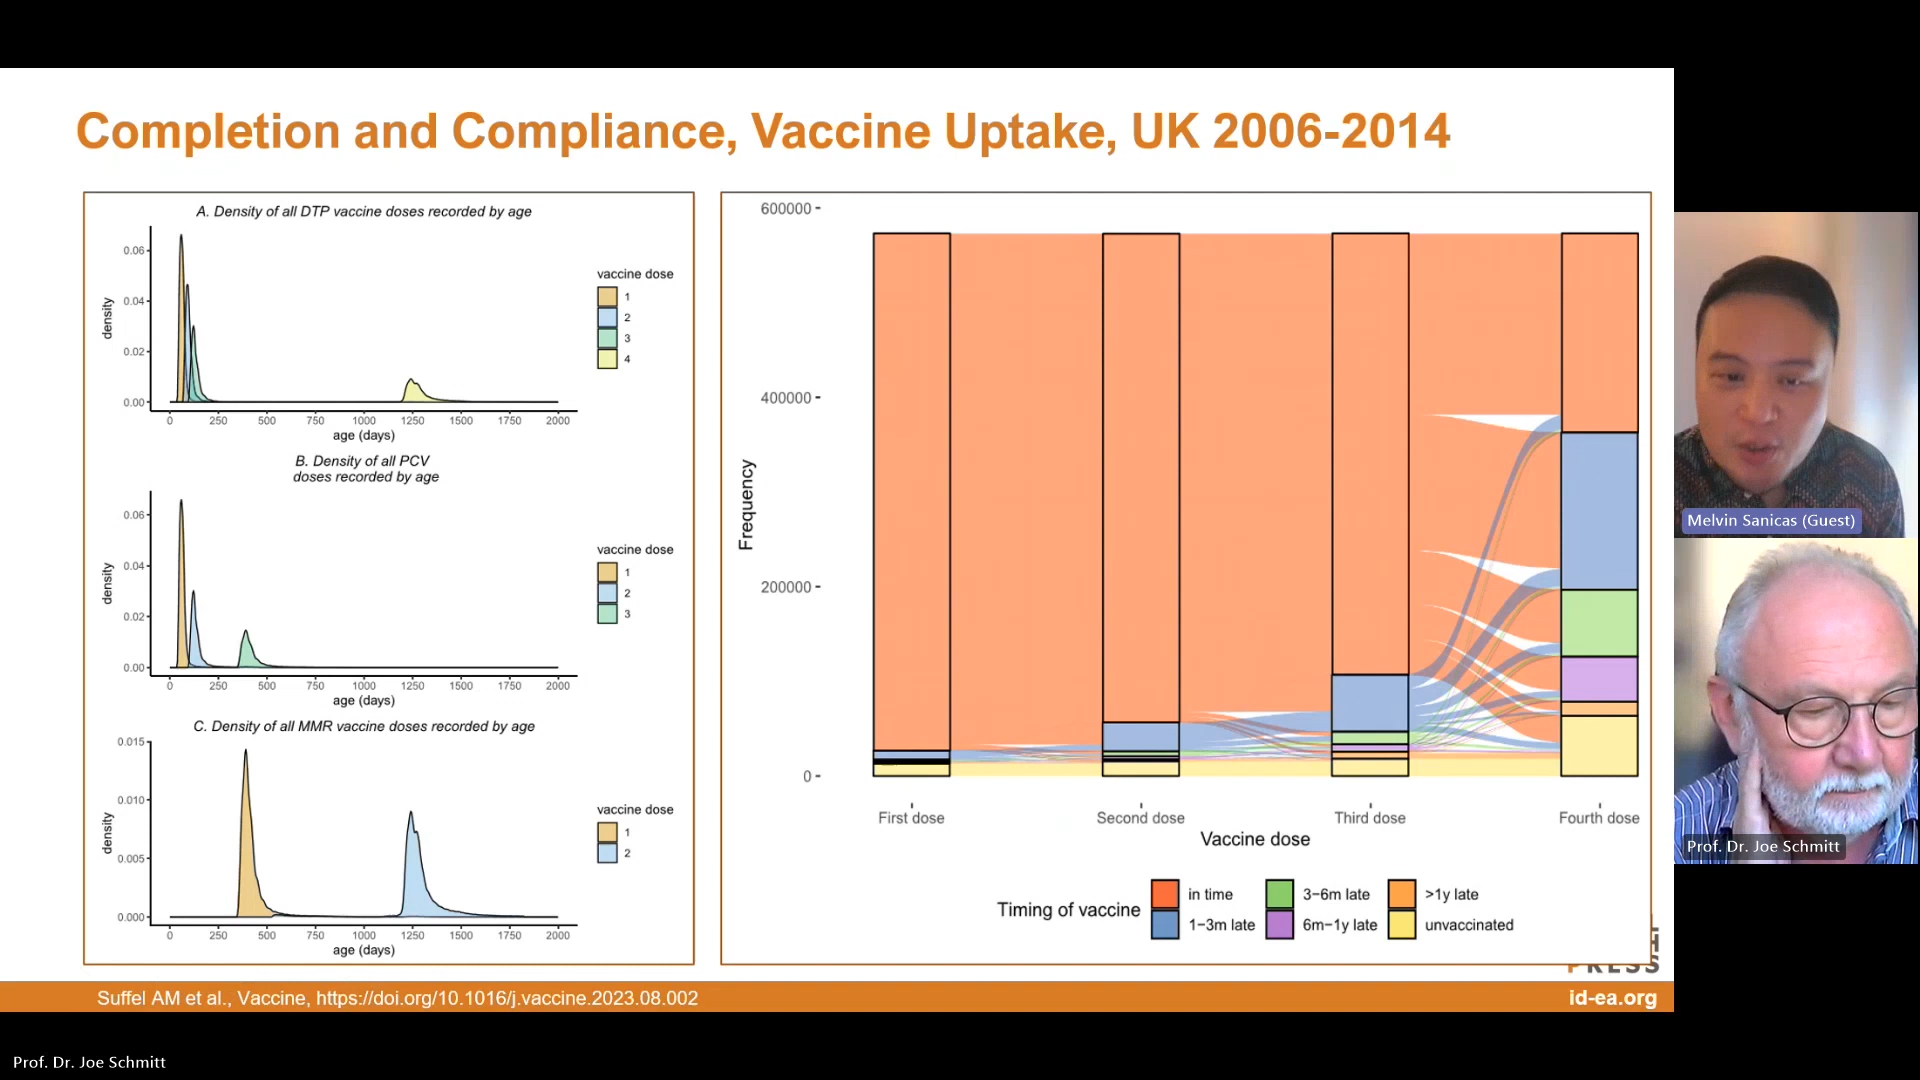 Completion and Compliance, Vaccine Uptake, UK 2006-2014
A. Density of all DTP vaccine doses recorded by age
density
0.06
0.04
0.02
0.00
0 250 500 750 1000 1250 1500 1750 2000
age (days)
vaccine dose
1
2
3
4
B. Density of all PCV
doses recorded by age
density
0.06
0.04
0.02
0.00
0 250 500 750 1000 1250 1500 1750 2000
age (days)
vaccine dose
1
2
3
C. Density of all MMR vaccine doses recorded by age
density
0.015
0.010
0.005
0.000
0 250 500 750 1000 1250 1500 1750 2000
age (days)
vaccine dose
1
2
Frequency
600000
400000
200000
0
First dose Second dose Third dose Fourth dose
Vaccine dose
Timing of vaccine
in time 3−6m late >1y late
1−3m late 6m−1y late unvaccinated
Suffel AM et al., Vaccine, https://doi.org/10.1016/j.vaccine.2023.08.002
PRESS
id-ea.org
Melvin Sanicas (Guest)
Prof. Dr. Joe Schmitt
Prof. Dr. Joe Schmitt